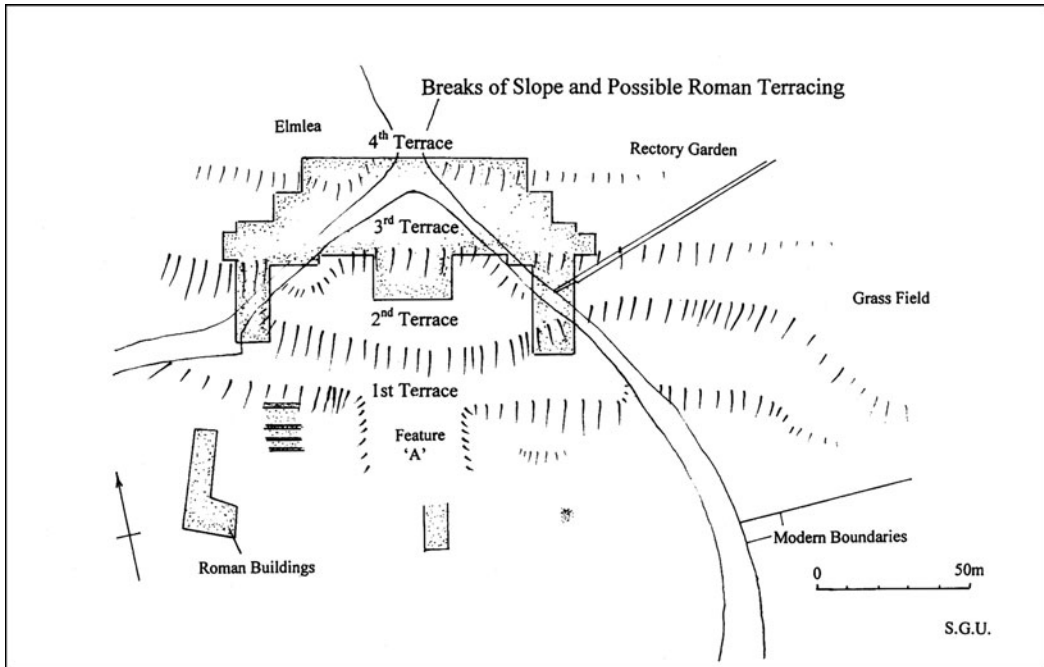 Breaks of Slope and Possible Roman Terracing
Elmlea
4th Terrace
Rectory Garden
3rd Terrace
Grass Field
2nd Terrace
1st Terrace
Feature
'A'
Modern Boundaries
Roman Buildings
0 50m
S.G.U.